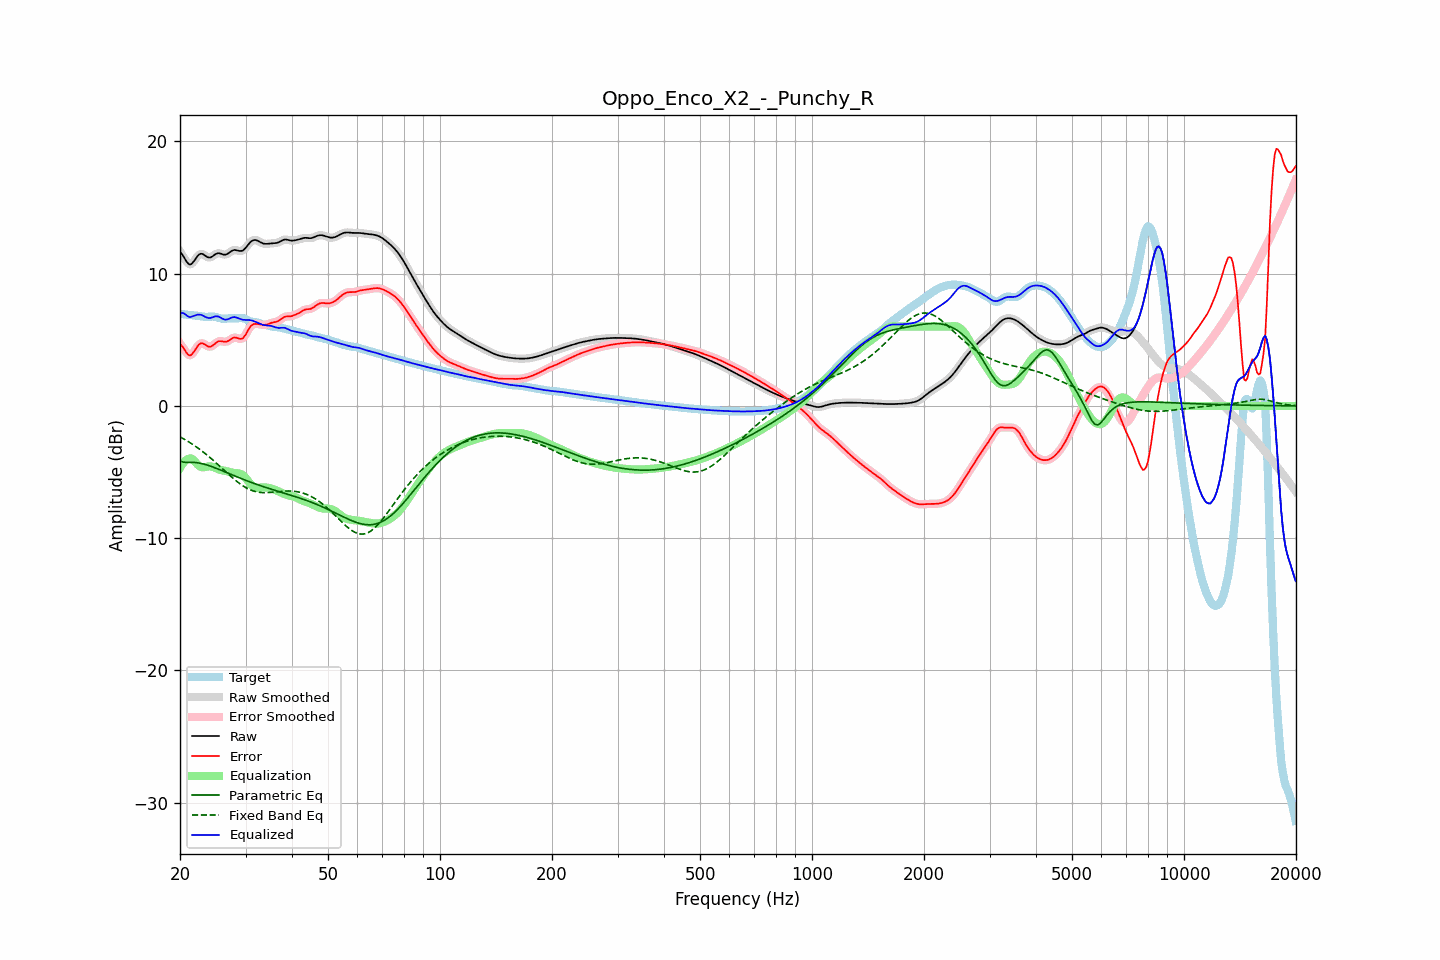 Oppo_Enco_X2_-_Punchy_R
20
10
0
−10
−20
−30
Amplitude (dBr)
Target
Raw Smoothed
Error Smoothed
Raw
Error
Equalization
Parametric Eq
Fixed Band Eq
Equalized
20 50 100 200 500 1000 2000 5000 10000 20000
Frequency (Hz)